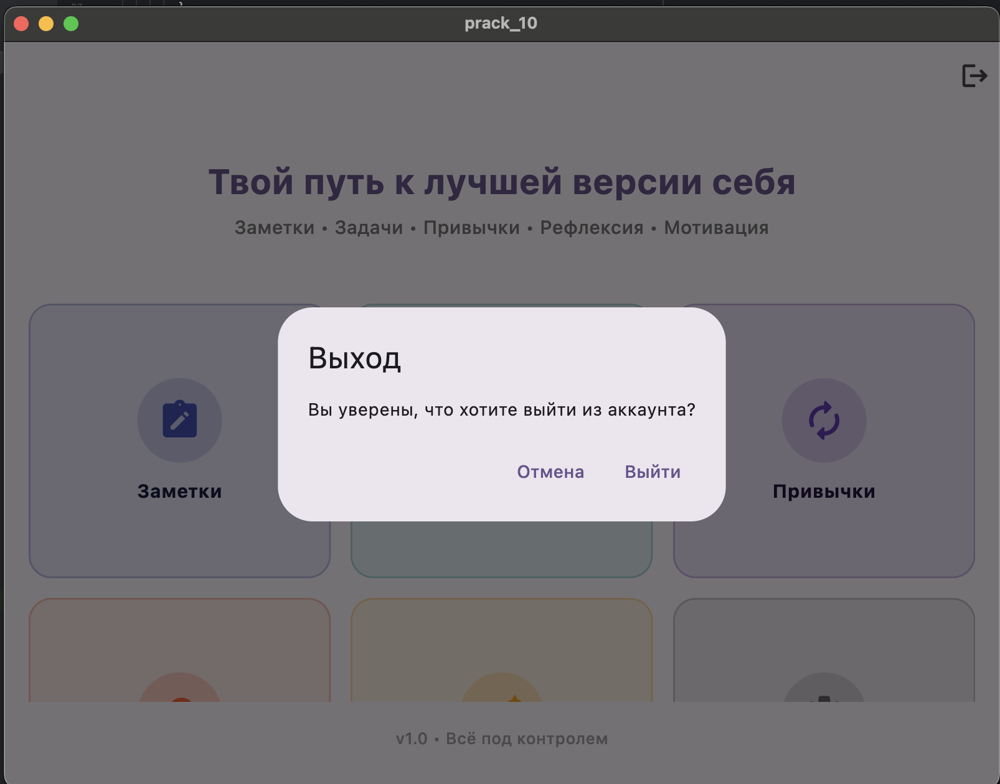 prack_10
Твой путь к лучшей версии себя
Заметки • Задачи • Привычки • Рефлексия • Мотивация
Выход
Вы уверены, что хотите выйти из аккаунта?
Отмена Выйти
Заметки
Привычки
v1.0 • Всё под контролем